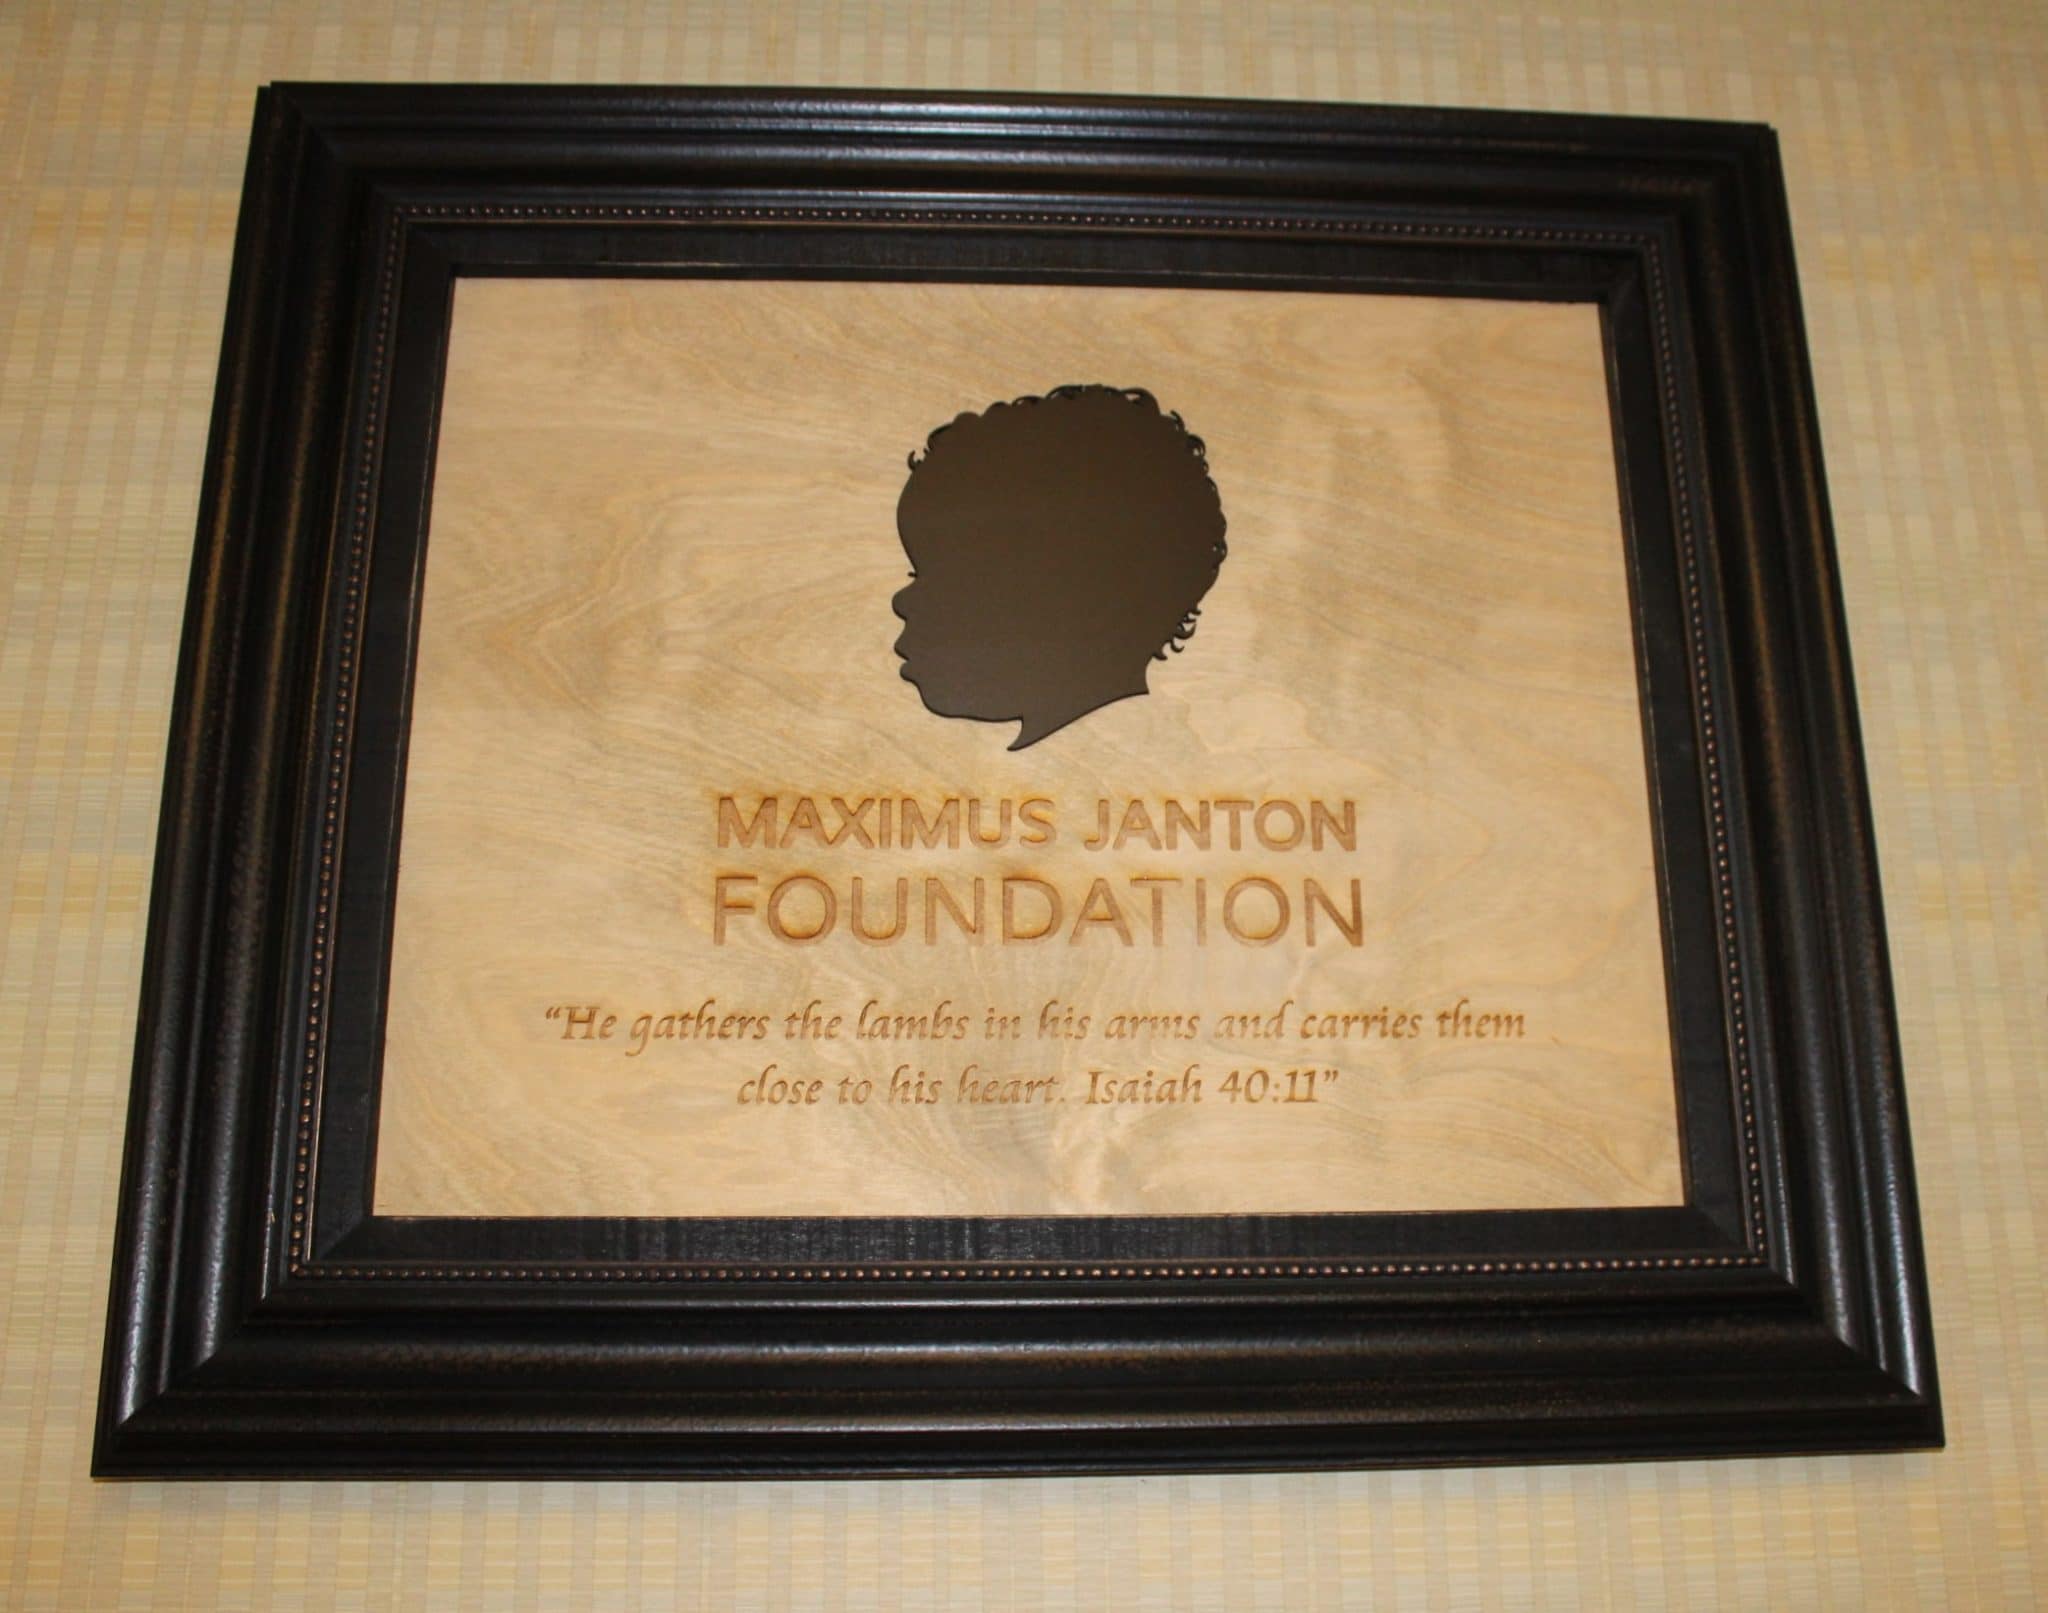 MAXIMUS JANTON
FOUNDATION
“He gathers the lambs in his arms and carries them
close to his heart. Isaiah 40:11”